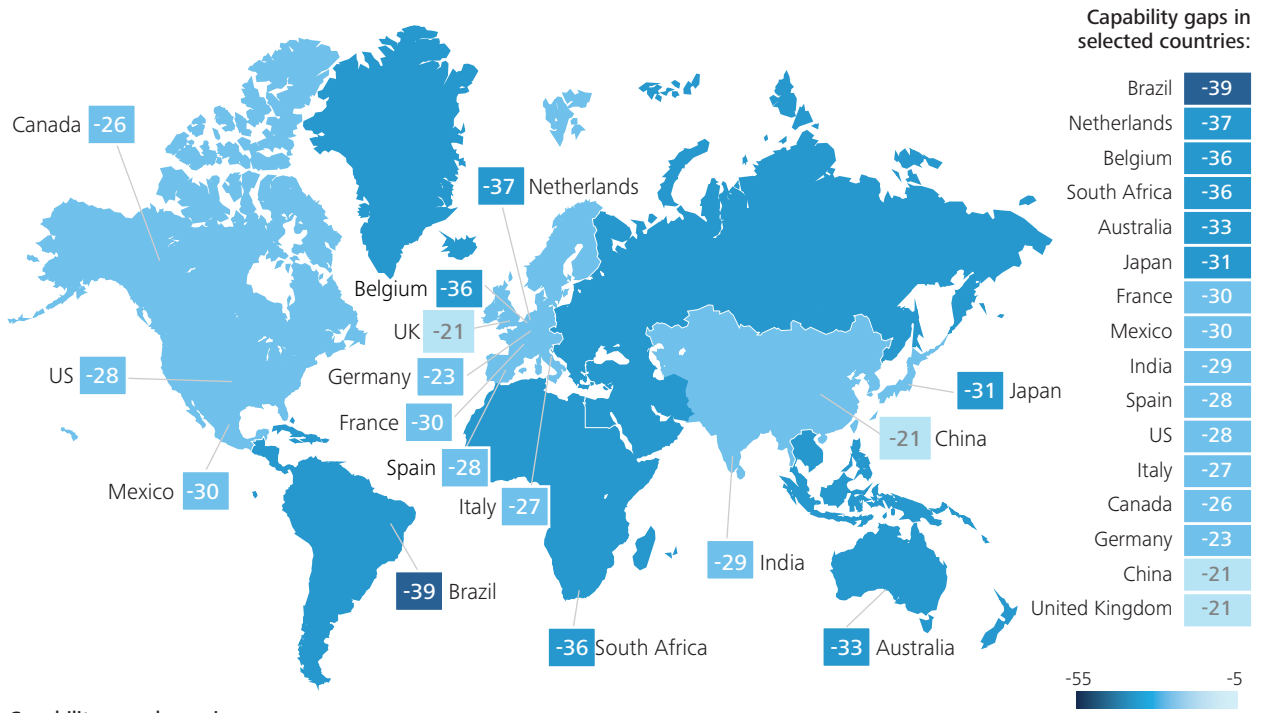 Capability gaps in
selected countries:
Brazil -39
Netherlands -37
Belgium -36
South Africa -36
Australia -33
Japan -31
France -30
Mexico -30
India -29
Spain -28
US -28
Italy -27
Canada -26
Germany -23
China -21
United Kingdom -21
-55 -5
Canada -26
-37 Netherlands
Belgium -36
UK -21
US -28
Germany -23
-31 Japan
France -30
-21 China
Spain -28
Mexico -30
Italy -27
-29 India
-39 Brazil
-36 South Africa
-33 Australia